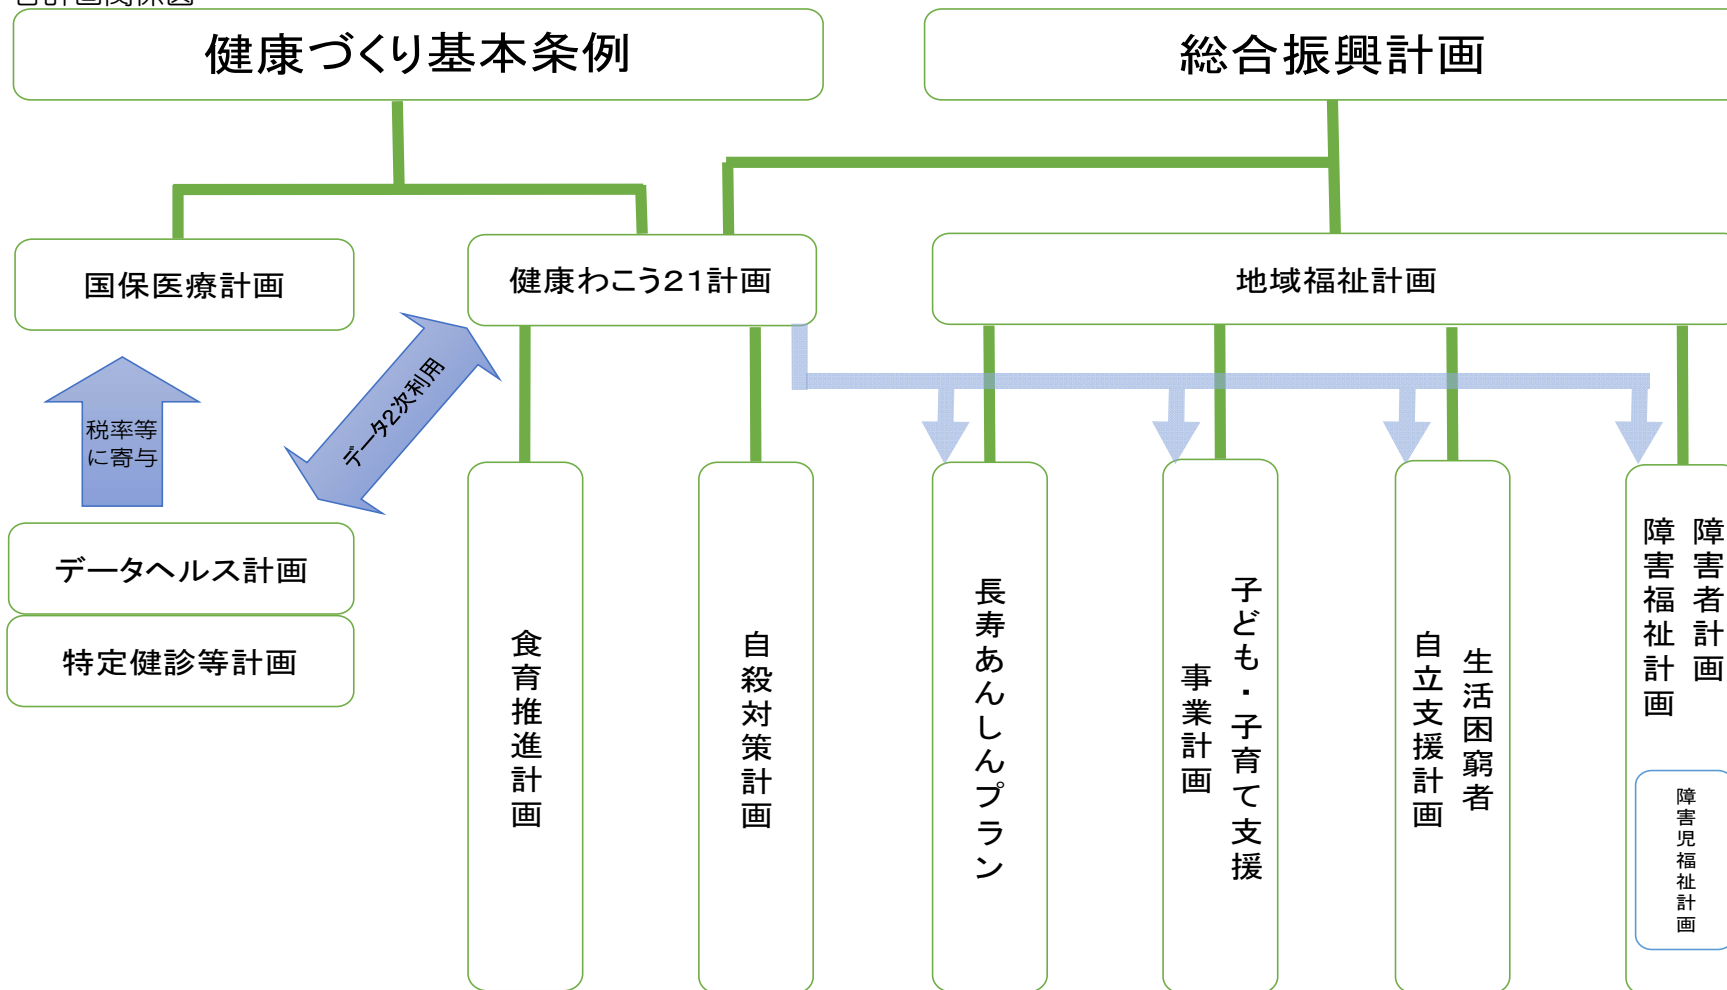 計画関係図
健康づくり基本条例
総合振興計画
国保医療計画
健康わこう21計画
地域福祉計画
データ2次利用
税率等
に寄与
データヘルス計画
特定健診等計画
食育推進計画
自殺対策計画
長寿あんしんプラン
子ども・子育て支援
事業計画
生活困窮者
自立支援計画
障害者計画
障害福祉計画
障害児福祉計画